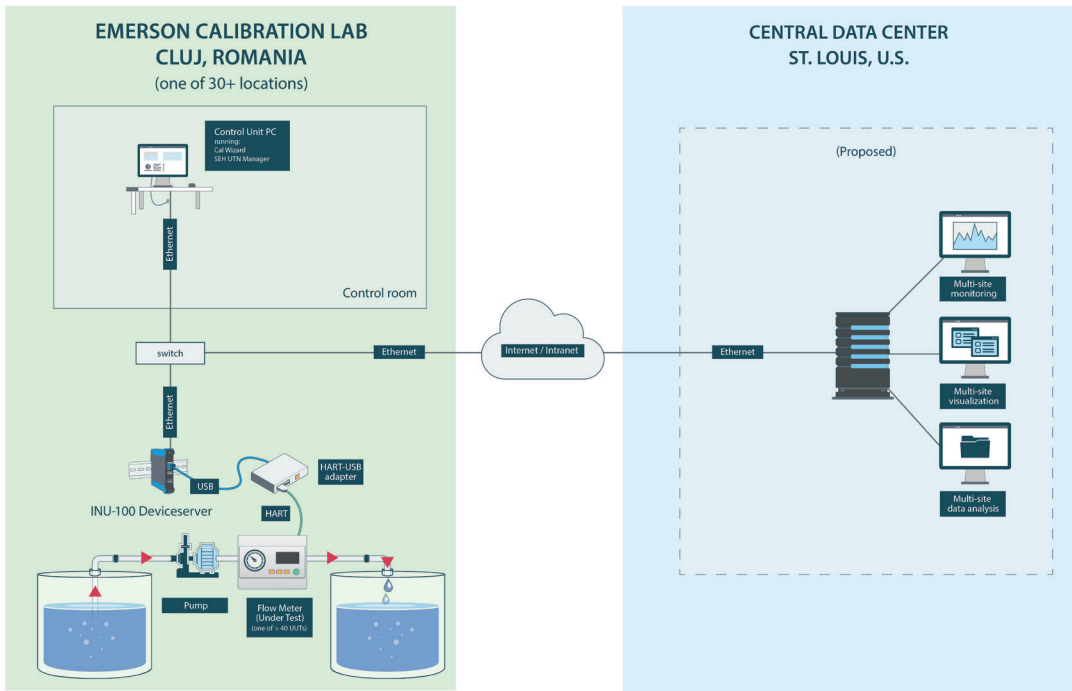 EMERSON CALIBRATION LAB
CLUJ, ROMANIA
(one of 30+ locations)
Control Unit PC
running:
Cal Wizard
SEH UTN Manager
Ethernet
Control room
switch
Ethernet
Ethernet
INU-100 Deviceserver
USB
HART-USB
adapter
HART
Pump
Flow Meter
(Under Test)
(one of > 40 UUTs)
Internet / Intranet
CENTRAL DATA CENTER
ST. LOUIS, U.S.
(Proposed)
Ethernet
Multi-site
monitoring
Multi-site
visualization
Multi-site
data analysis